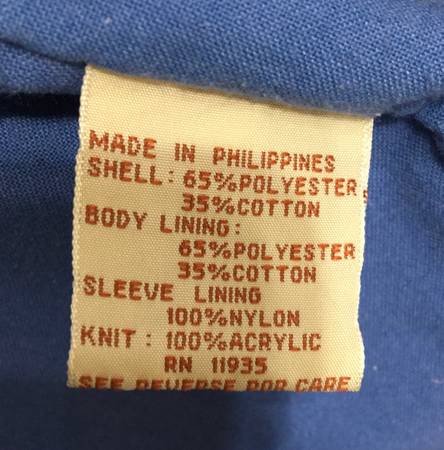 MADE IN PHILIPPINES
SHELL: 65%POLYESTER
35%COTTON
BODY LINING:
65%POLYESTER
35%COTTON
SLEEVE LINING
100%NYLON
KNIT: 100%ACRYLIC
RN 11935
SEE REVERSE FOR CARE